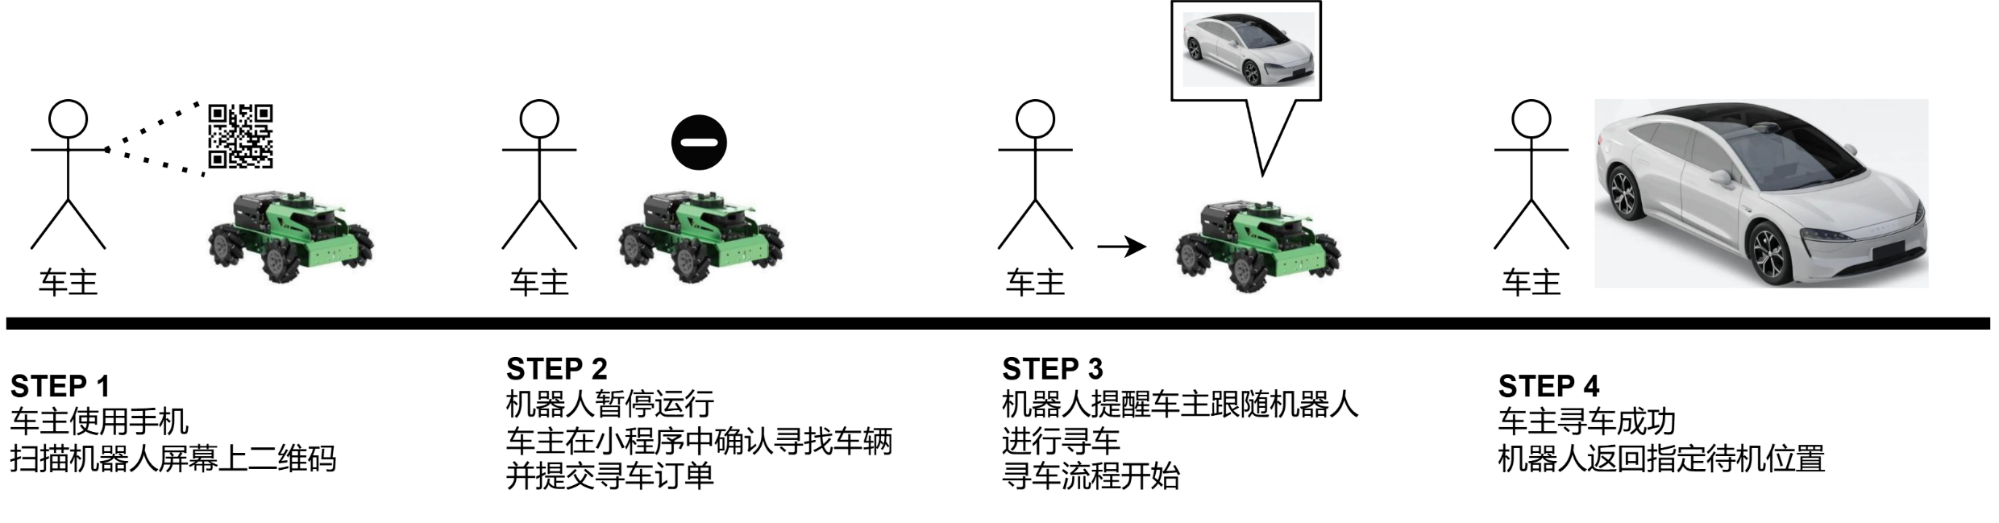 车主
车主
车主
车主
STEP 1
车主使用手机
扫描机器人屏幕上二维码
STEP 2
机器人暂停运行
车主在小程序中确认寻找车辆
并提交寻车订单
STEP 3
机器人提醒车主跟随机器人
进行寻车
寻车流程开始
STEP 4
车主寻车成功
机器人返回指定待机位置